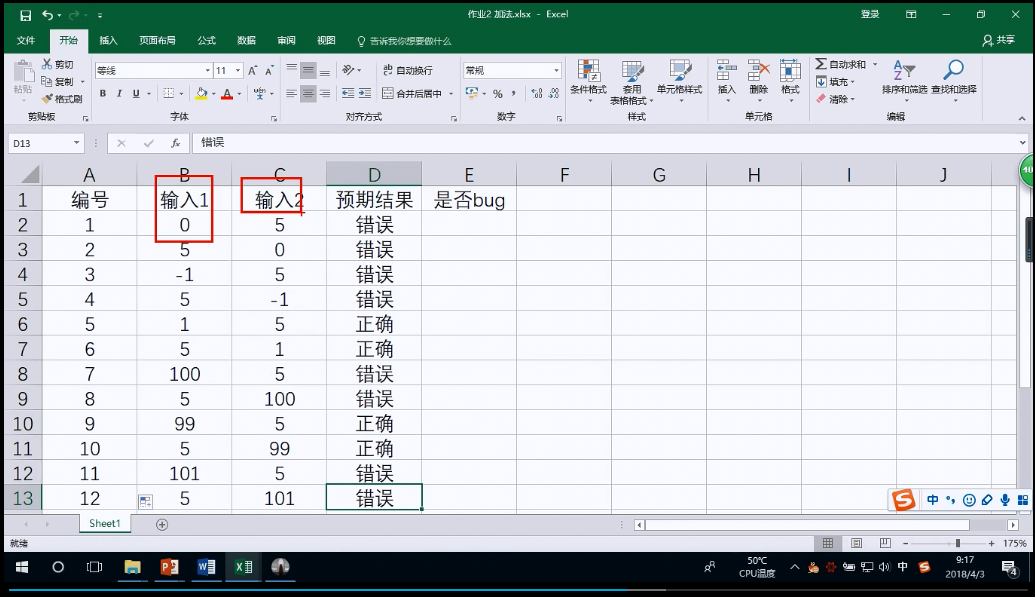 作业2 加法.xlsx - Excel
登录
文件 开始 插入 页面布局 公式 数据 审阅 视图 告诉我你想要做什么 共享
粘贴 剪切 复制 格式刷
等线 11
B I U
自动换行
合并后居中
常规
条件格式 套用表格格式 单元格样式
插入 删除 格式
自动求和 填充 清除
排序和筛选 查找和选择
剪贴板 字体 对齐方式 数字 样式 单元格 编辑
D13 fx 错误
A B C D E F G H I J
1 编号 输入1 输入2 预期结果 是否bug
2 1 0 5 错误
3 2 5 0 错误
4 3 -1 5 错误
5 4 5 -1 错误
6 5 1 5 正确
7 6 5 1 正确
8 7 100 5 错误
9 8 5 100 错误
10 9 99 5 正确
11 10 5 99 正确
12 11 101 5 错误
13 12 5 101 错误
中
Sheet1
就绪 175%
50℃
CPU温度
中
9:17
2018/4/3
4